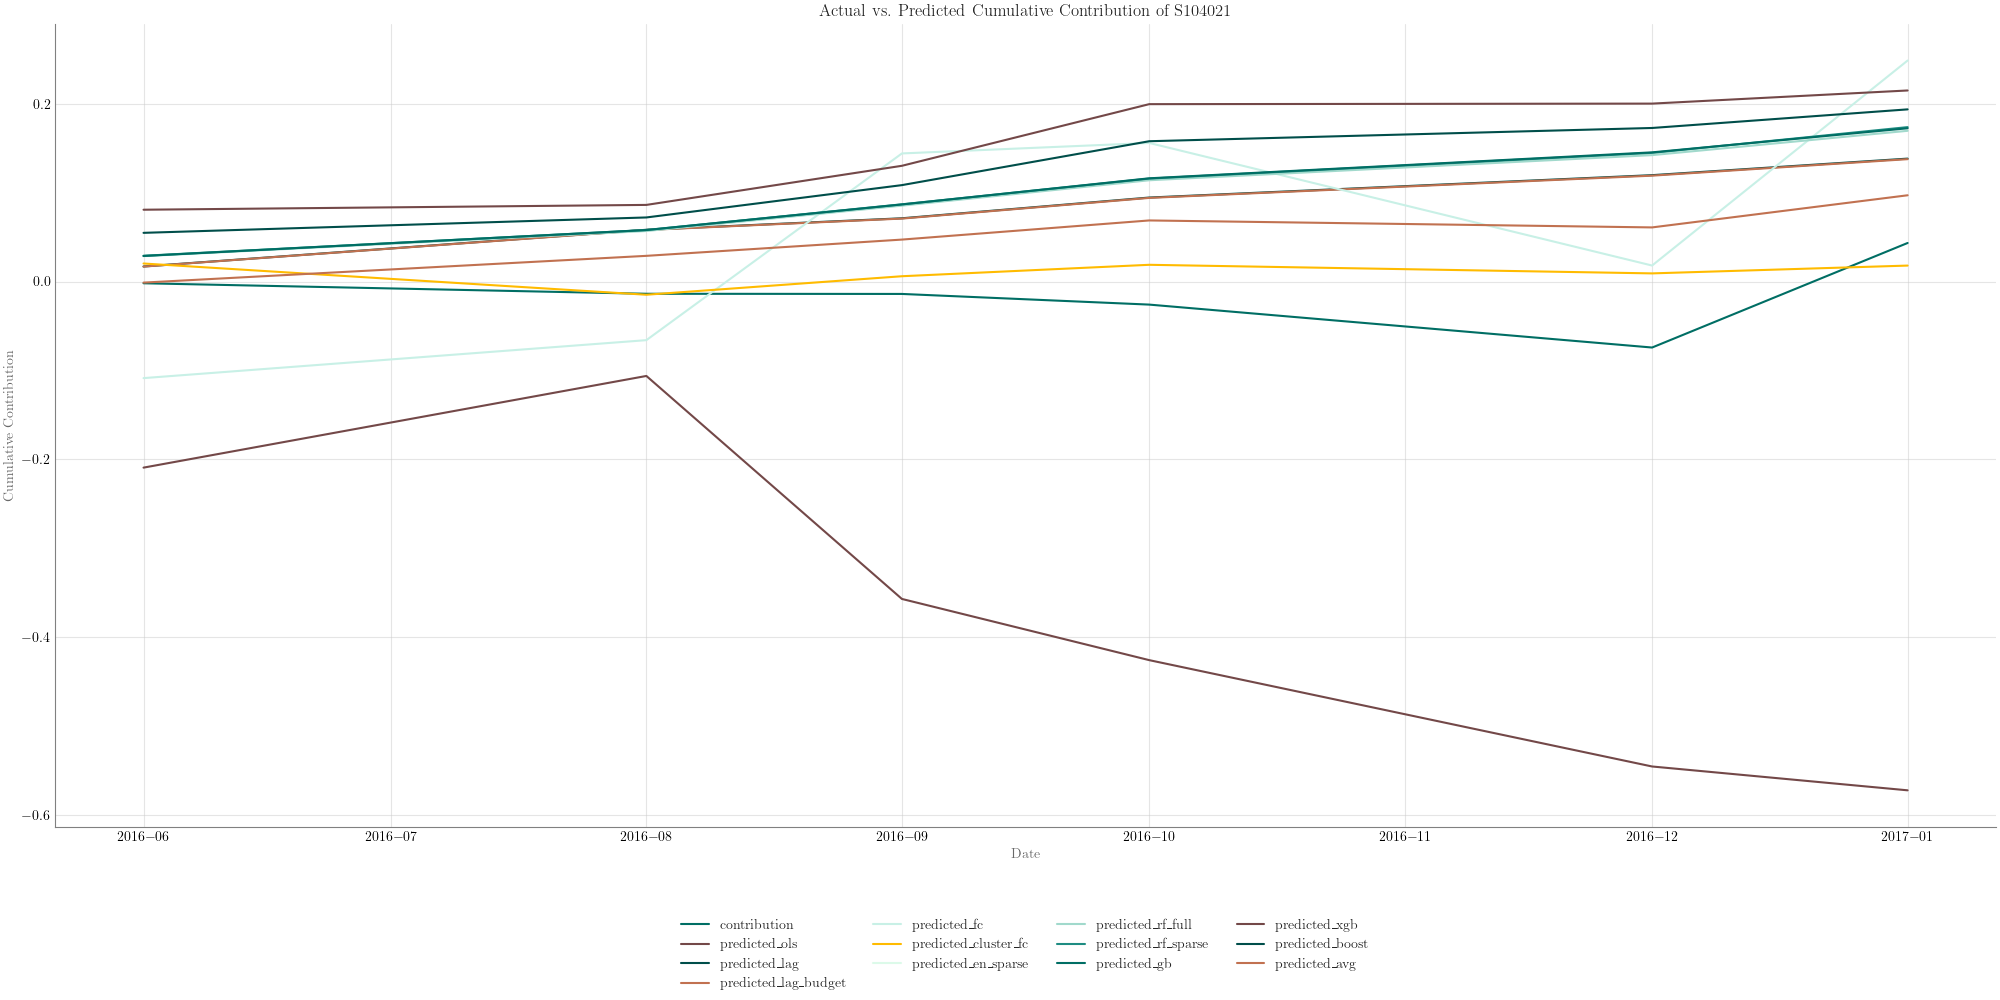 Actual vs. Predicted Cumulative Contribution of S104021
Cumulative Contribution
0.2
0.0
−0.2
−0.4
−0.6
2016−06 2016−07 2016−08 2016−09 2016−10 2016−11 2016−12 2017−01
Date
contribution predicted_fc predicted_rf_full predicted_xgb
predicted_ols predicted_cluster_fc predicted_rf_sparse predicted_boost
predicted_lag predicted_en_sparse predicted_gb predicted_avg
predicted_lag_budget